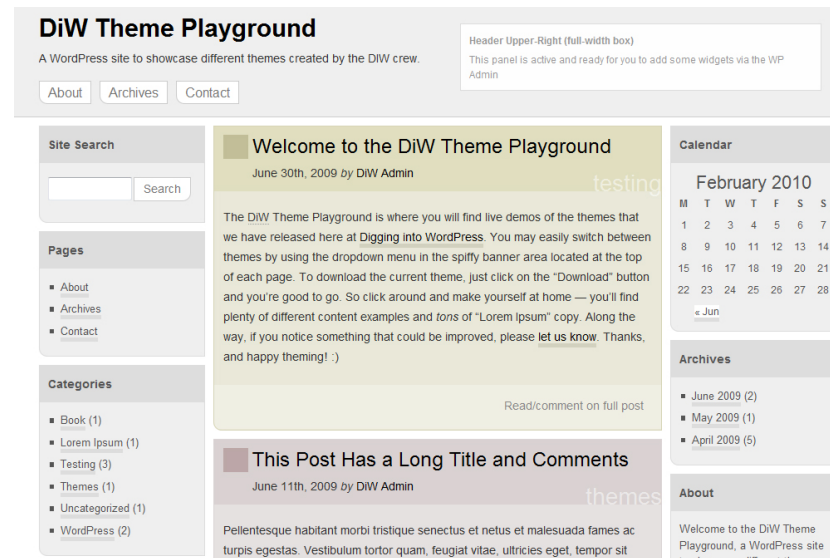 DiW Theme Playground
A WordPress site to showcase different themes created by the DIW crew.
About Archives Contact
Header Upper-Right (full-width box)
This panel is active and ready for you to add some widgets via the WP
Admin
Site Search
Search
Pages
About
Archives
Contact
Categories
Book (1)
Lorem Ipsum (1)
Testing (3)
Themes (1)
Uncategorized (1)
WordPress (2)
Welcome to the DiW Theme Playground
June 30th, 2009 by DiW Admin
testing
The DiW Theme Playground is where you will find live demos of the themes that
we have released here at Digging into WordPress. You may easily switch between
themes by using the dropdown menu in the spiffy banner area located at the top
of each page. To download the current theme, just click on the “Download” button
and you’re good to go. So click around and make yourself at home — you’ll find
plenty of different content examples and tons of “Lorem Ipsum” copy. Along the
way, if you notice something that could be improved, please let us know. Thanks,
and happy theming! :)
Read/comment on full post
This Post Has a Long Title and Comments
June 11th, 2009 by DiW Admin
themes
Pellentesque habitant morbi tristique senectus et netus et malesuada fames ac
turpis egestas. Vestibulum tortor quam, feugiat vitae, ultricies eget, tempor sit
Calendar
February 2010
M T W T F S S
1 2 3 4 5 6 7
8 9 10 11 12 13 14
15 16 17 18 19 20 21
22 23 24 25 26 27 28
« Jun
Archives
June 2009 (2)
May 2009 (1)
April 2009 (5)
About
Welcome to the DiW Theme
Playground, a WordPress site